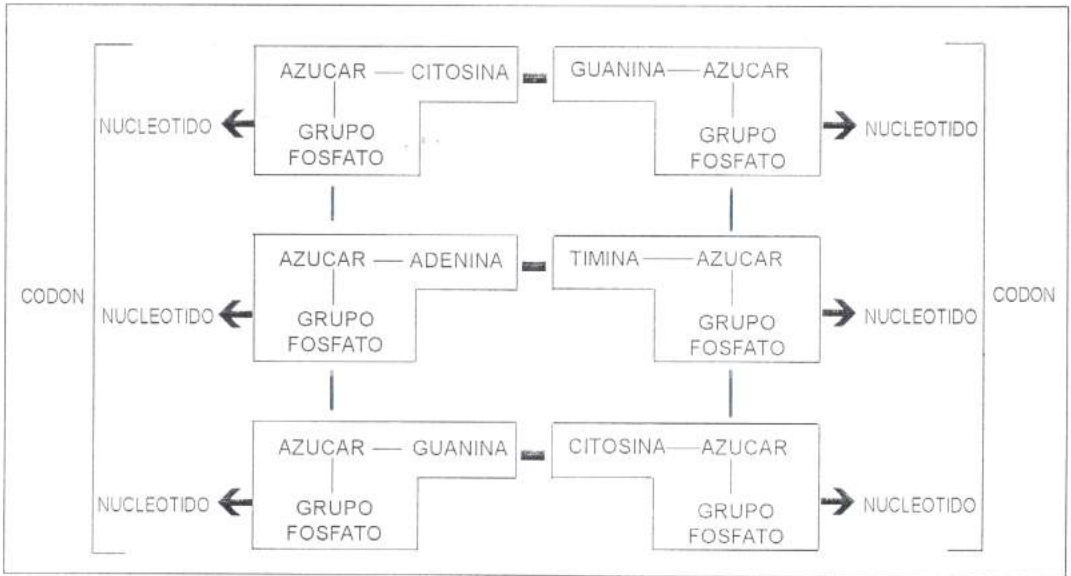 AZUCAR — CITOSINA GUANINA — AZUCAR
NUCLEOTIDO GRUPO FOSFATO GRUPO FOSFATO NUCLEOTIDO
AZUCAR — ADENINA TIMINA — AZUCAR
CODON CODON
NUCLEOTIDO GRUPO FOSFATO GRUPO FOSFATO NUCLEOTIDO
AZUCAR — GUANINA CITOSINA — AZUCAR
NUCLEOTIDO GRUPO FOSFATO GRUPO FOSFATO NUCLEOTIDO